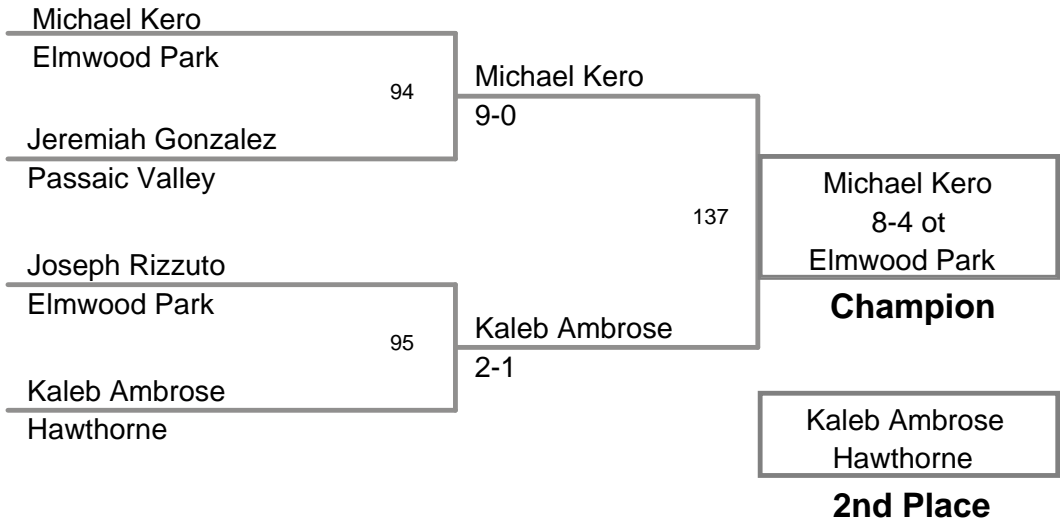 Michael Kero
Elmwood Park
94
Jeremiah Gonzalez
Passaic Valley
Michael Kero
9-0
Joseph Rizzuto
Elmwood Park
95
Kaleb Ambrose
Hawthorne
Kaleb Ambrose
2-1
137
Michael Kero
8-4 ot
Elmwood Park
Champion
Kaleb Ambrose
Hawthorne
2nd Place